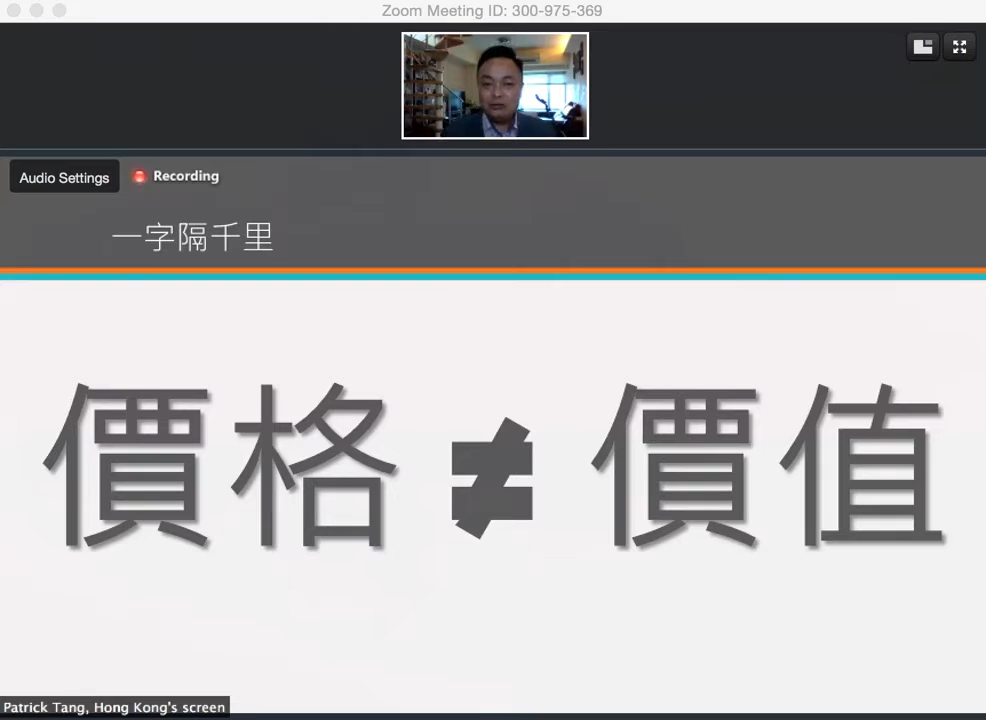 Zoom Meeting ID: 300-975-369
Audio Settings
Recording
一字隔千里
價格 ≠ 價值
Patrick Tang, Hong Kong's screen